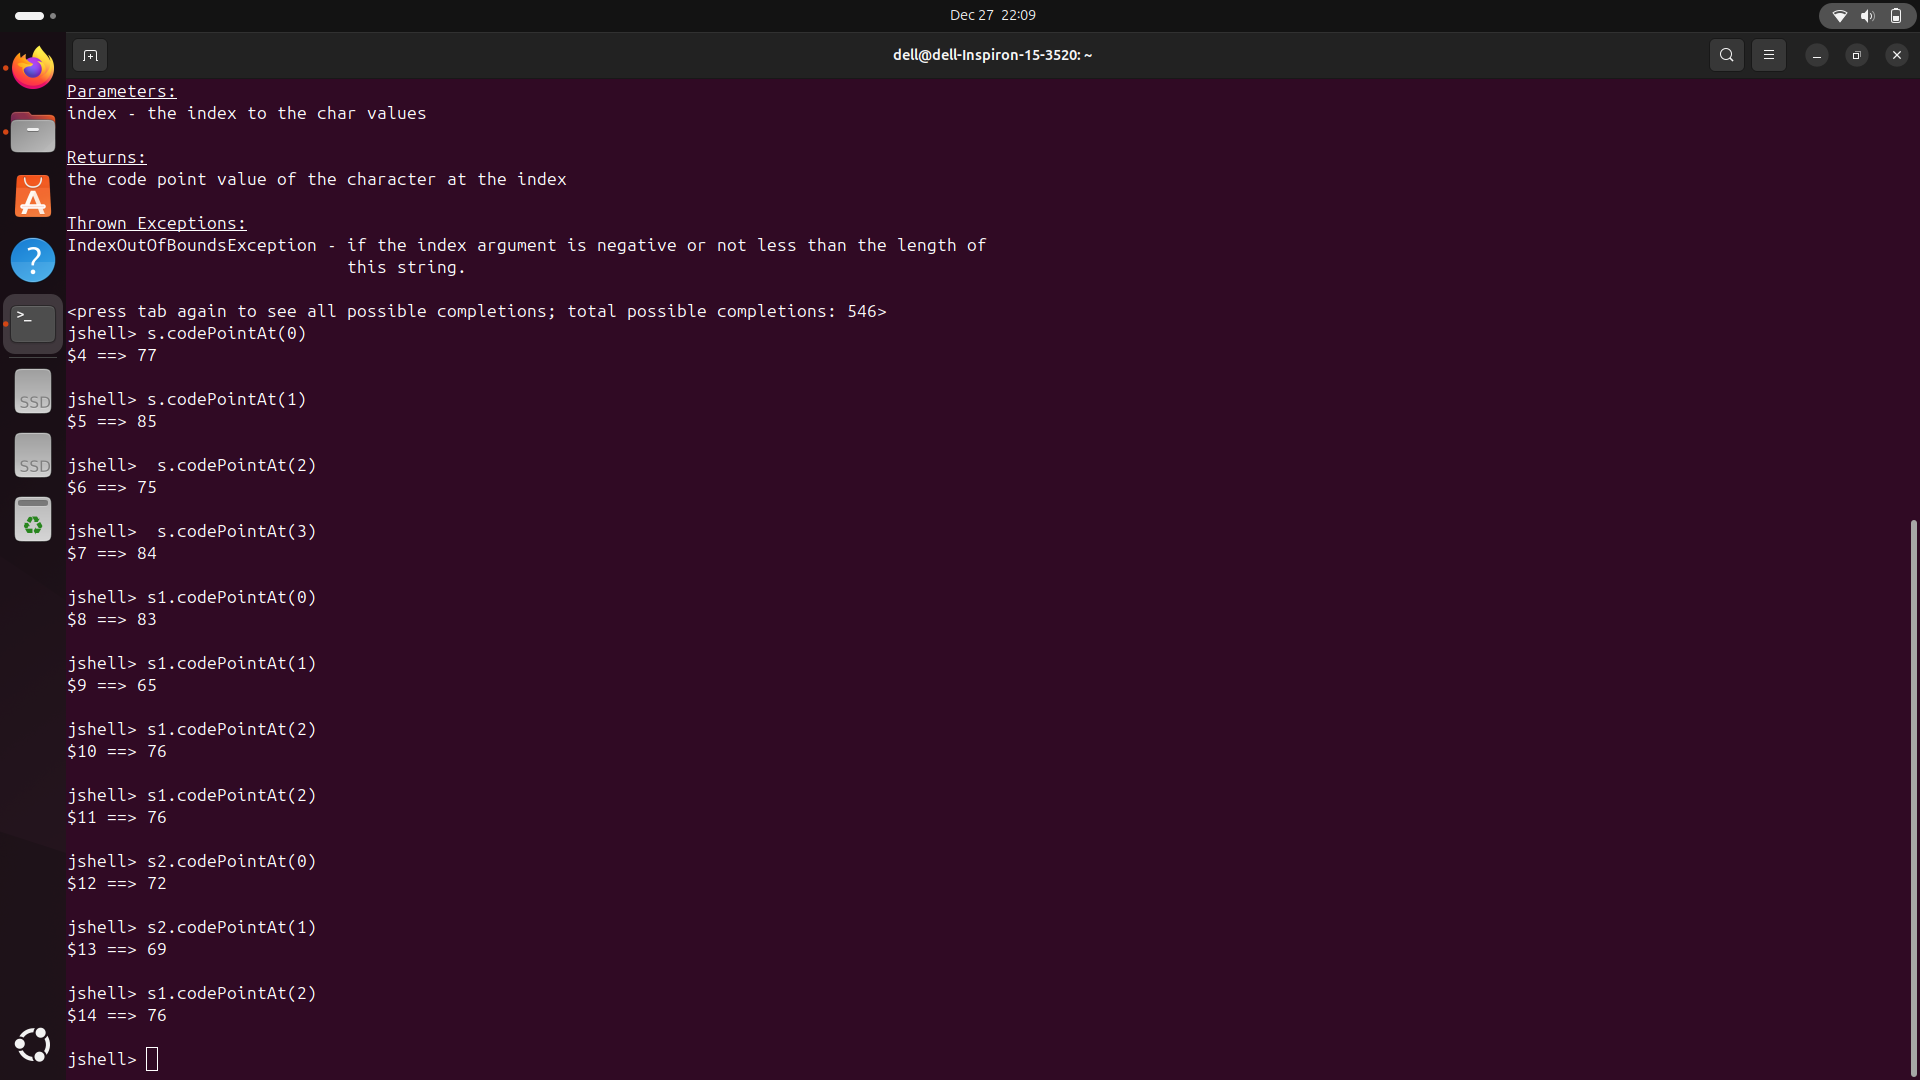 Dec 27 22:09
dell@dell-Inspiron-15-3520: ~
Parameters:
index - the index to the char values
Returns:
the code point value of the character at the index
Thrown Exceptions:
IndexOutOfBoundsException - if the index argument is negative or not less than the length of
this string.
<press tab again to see all possible completions; total possible completions: 546>
jshell> s.codePointAt(0)
$4 ==> 77
jshell> s.codePointAt(1)
$5 ==> 85
jshell>  s.codePointAt(2)
$6 ==> 75
jshell>  s.codePointAt(3)
$7 ==> 84
jshell> s1.codePointAt(0)
$8 ==> 83
jshell> s1.codePointAt(1)
$9 ==> 65
jshell> s1.codePointAt(2)
$10 ==> 76
jshell> s1.codePointAt(2)
$11 ==> 76
jshell> s2.codePointAt(0)
$12 ==> 72
jshell> s2.codePointAt(1)
$13 ==> 69
jshell> s1.codePointAt(2)
$14 ==> 76
jshell>
?
>_
SSD
SSD